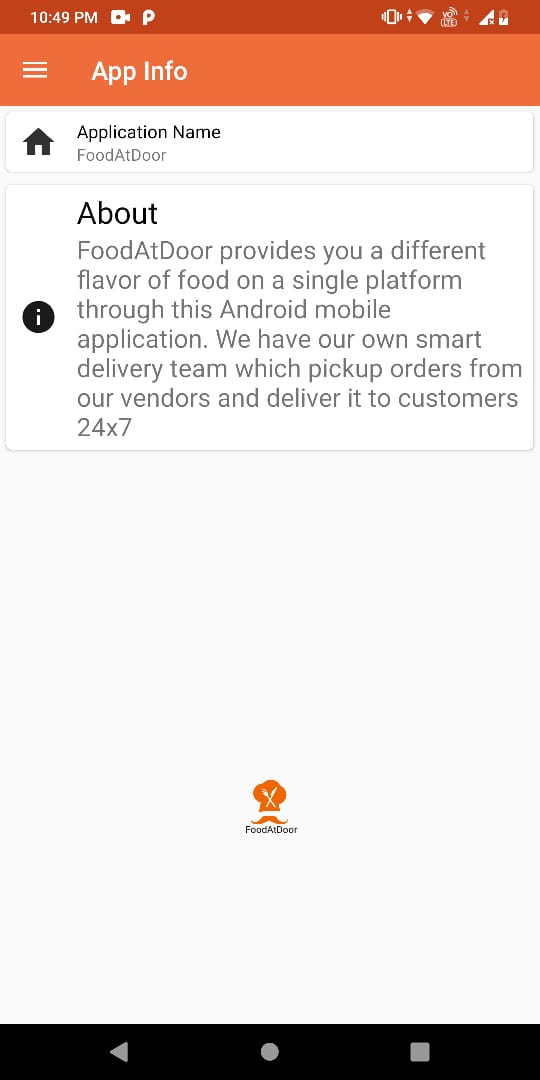 10:49 PM
VO
LTE
App Info
Application Name
FoodAtDoor
About
FoodAtDoor provides you a different
flavor of food on a single platform
through this Android mobile
application. We have our own smart
delivery team which pickup orders from
our vendors and deliver it to customers
24x7
FoodAtDoor